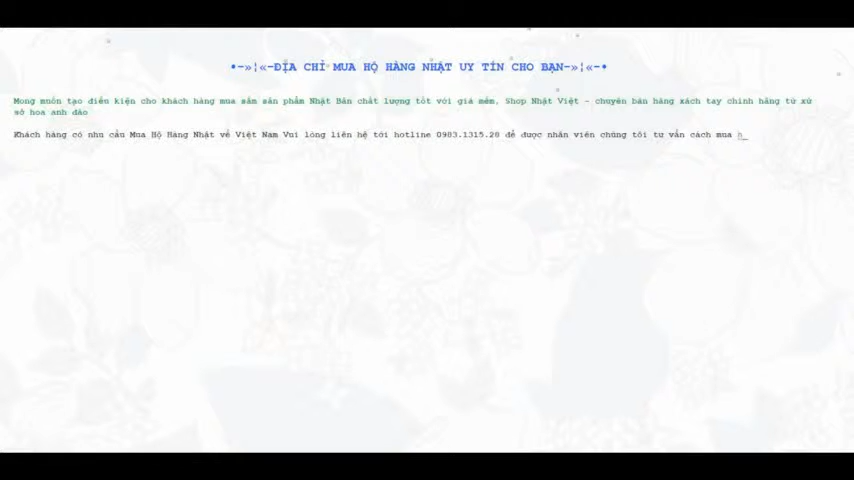 •-»¦«-ĐỊA CHỈ MUA HỘ HÀNG NHẬT UY TÍN CHO BẠN-»¦«-•
Mong muốn tạo điều kiện cho khách hàng mua sắm sản phẩm Nhật Bản chất lượng tốt với giá mềm, Shop Nhật Việt - chuyên bán hàng xách tay chính hãng từ xứ
sở hoa anh đào
Khách hàng có nhu cầu Mua Hộ Hàng Nhật về Việt Nam Vui lòng liên hệ tới hotline 0983.1315.28 để được nhân viên chúng tôi tư vấn cách mua h_